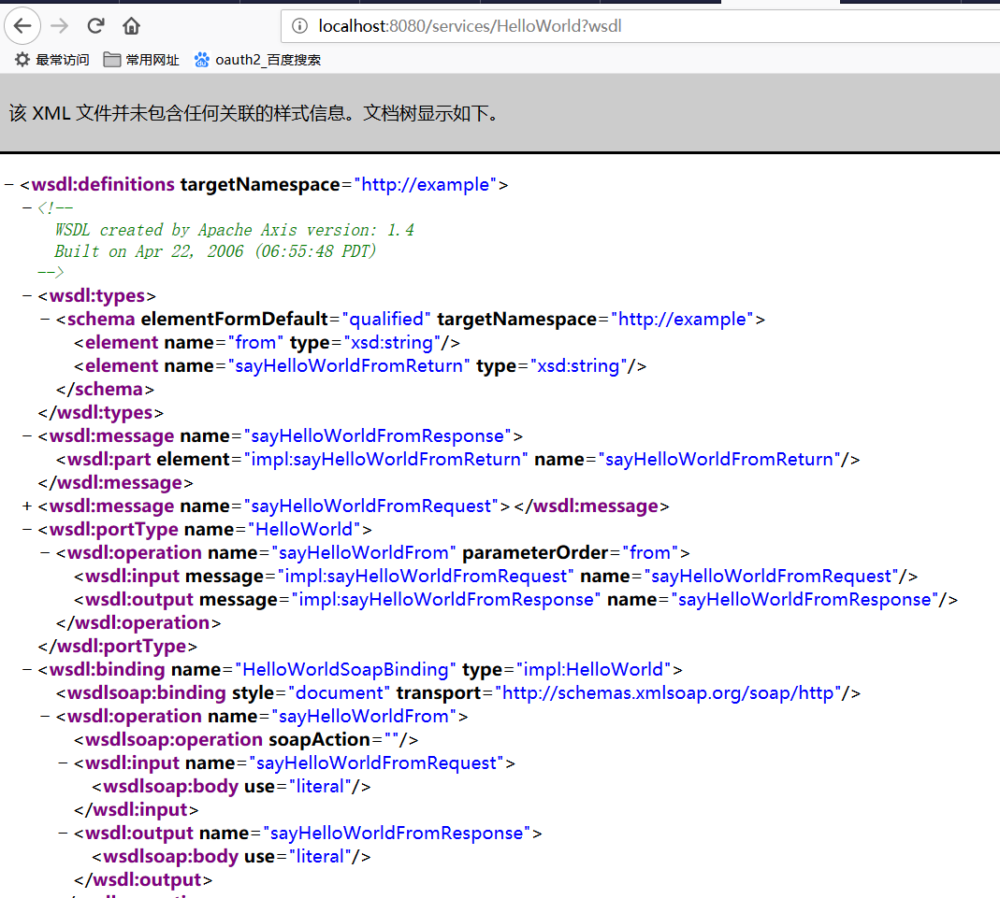 localhost:8080/services/HelloWorld?wsdl
最常访问 常用网址 oauth2_百度搜索
该 XML 文件并未包含任何关联的样式信息。文档树显示如下。
− <wsdl:definitions targetNamespace="http://example">
− <!--
WSDL created by Apache Axis version: 1.4
Built on Apr 22, 2006 (06:55:48 PDT)
-->
− <wsdl:types>
− <schema elementFormDefault="qualified" targetNamespace="http://example">
<element name="from" type="xsd:string"/>
<element name="sayHelloWorldFromReturn" type="xsd:string"/>
</schema>
</wsdl:types>
− <wsdl:message name="sayHelloWorldFromResponse">
<wsdl:part element="impl:sayHelloWorldFromReturn" name="sayHelloWorldFromReturn"/>
</wsdl:message>
+ <wsdl:message name="sayHelloWorldFromRequest"></wsdl:message>
− <wsdl:portType name="HelloWorld">
− <wsdl:operation name="sayHelloWorldFrom" parameterOrder="from">
<wsdl:input message="impl:sayHelloWorldFromRequest" name="sayHelloWorldFromRequest"/>
<wsdl:output message="impl:sayHelloWorldFromResponse" name="sayHelloWorldFromResponse"/>
</wsdl:operation>
</wsdl:portType>
− <wsdl:binding name="HelloWorldSoapBinding" type="impl:HelloWorld">
<wsdlsoap:binding style="document" transport="http://schemas.xmlsoap.org/soap/http"/>
− <wsdl:operation name="sayHelloWorldFrom">
<wsdlsoap:operation soapAction=""/>
− <wsdl:input name="sayHelloWorldFromRequest">
<wsdlsoap:body use="literal"/>
</wsdl:input>
− <wsdl:output name="sayHelloWorldFromResponse">
<wsdlsoap:body use="literal"/>
</wsdl:output>